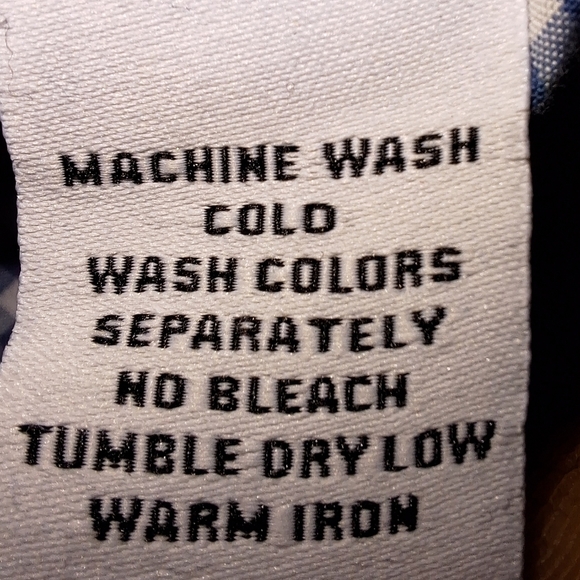 MACHINE WASH
COLD
WASH COLORS
SEPARATELY
NO BLEACH
TUMBLE DRY LOW
WARM IRON